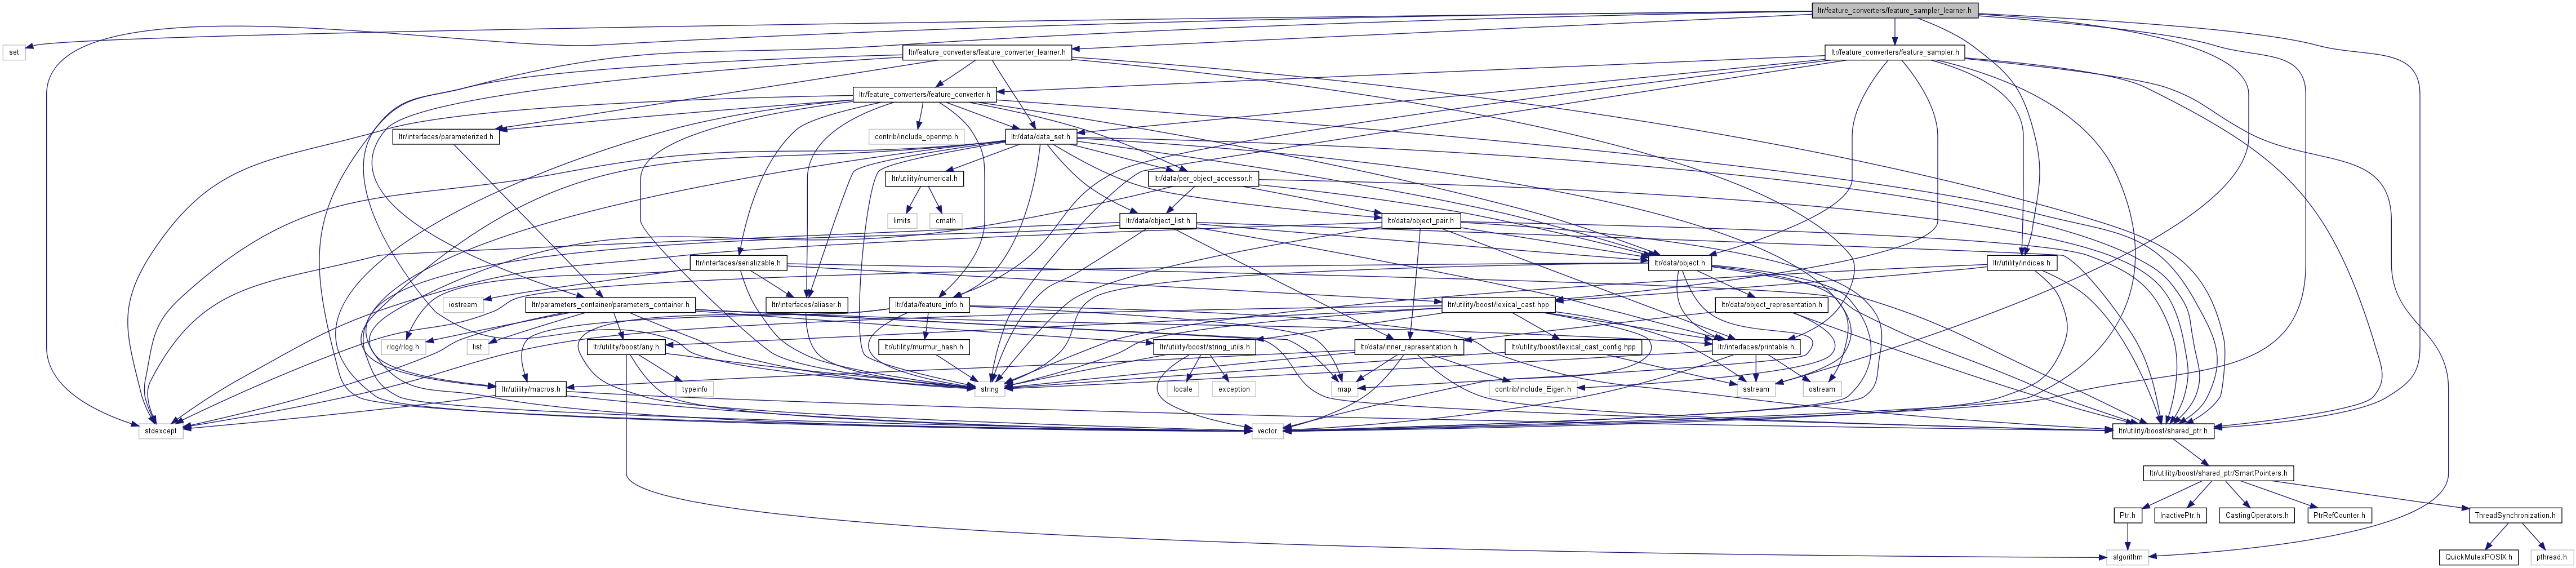 ltr/feature_converters/feature_sampler_learner.h
set
ltr/feature_converters/feature_converter_learner.h
ltr/feature_converters/feature_sampler.h
ltr/feature_converters/feature_converter.h
ltr/interfaces/parameterized.h
contrib/include_openmp.h
ltr/data/data_set.h
ltr/utility/numerical.h
ltr/data/per_object_accessor.h
limits
cmath
ltr/data/object_list.h
ltr/data/object_pair.h
ltr/interfaces/serializable.h
ltr/data/object.h
ltr/utility/indices.h
iostream
ltr/parameters_container/parameters_container.h
ltr/interfaces/aliaser.h
ltr/data/feature_info.h
ltr/utility/boost/lexical_cast.hpp
ltr/data/object_representation.h
rlog/rlog.h
list
ltr/utility/boost/any.h
ltr/utility/murmur_hash.h
ltr/utility/boost/string_utils.h
ltr/data/inner_representation.h
ltr/utility/boost/lexical_cast_config.hpp
ltr/interfaces/printable.h
ltr/utility/macros.h
typeinfo
string
locale
exception
map
contrib/include_Eigen.h
sstream
ostream
stdexcept
vector
ltr/utility/boost/shared_ptr.h
ltr/utility/boost/shared_ptr/SmartPointers.h
Ptr.h
InactivePtr.h
CastingOperators.h
PtrRefCounter.h
ThreadSynchronization.h
algorithm
QuickMutexPOSIX.h
pthread.h